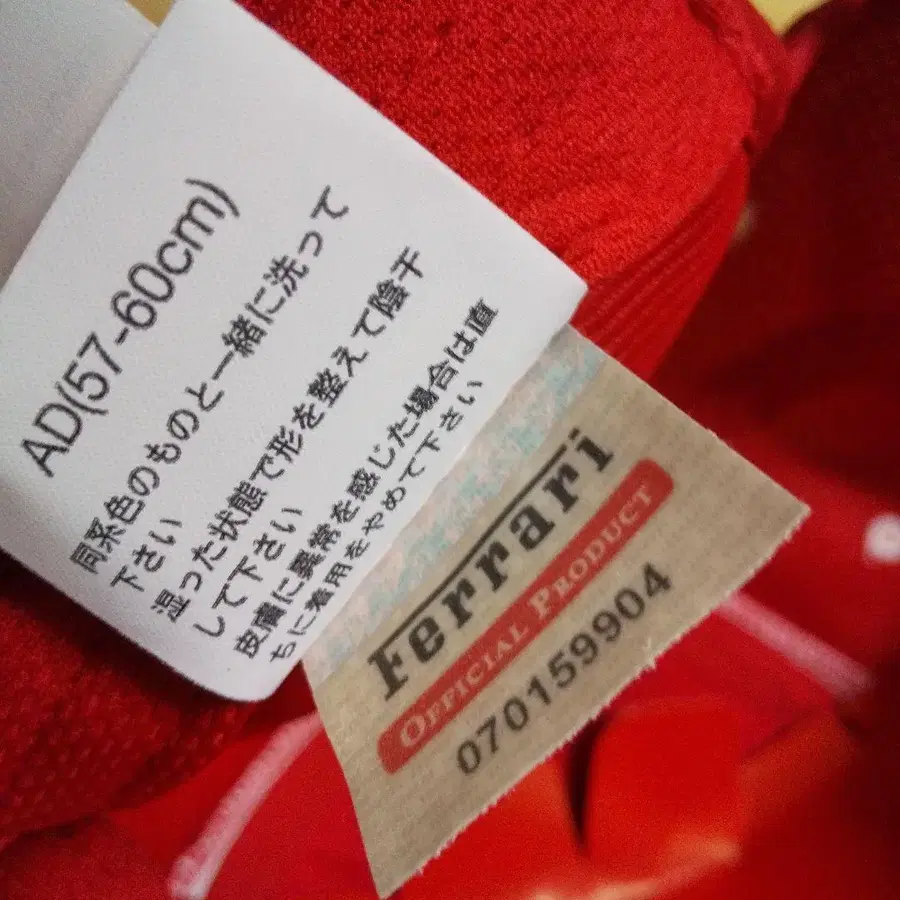 AD(57-60cm)
同系色のものと一緒に洗って
下さい
湿った状態で形を整えて陰干
して下さい
皮膚に異常を感じた場合は直
ちに着用をやめて下さい
Ferrari
OFFICIAL PRODUCT
070159904